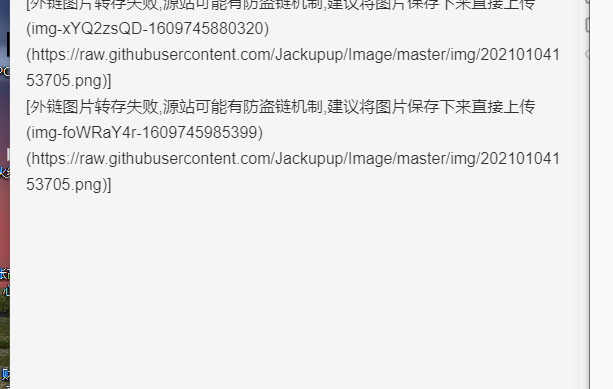 [外链图片转存失败,源站可能有防盗链机制,建议将图片保存下来直接上传
(img-xYQ2zsQD-1609745880320)
(https://raw.githubusercontent.com/Jackupup/Image/master/img/202101041
53705.png)]
[外链图片转存失败,源站可能有防盗链机制,建议将图片保存下来直接上传
(img-foWRaY4r-1609745985399)
(https://raw.githubusercontent.com/Jackupup/Image/master/img/202101041
53705.png)]